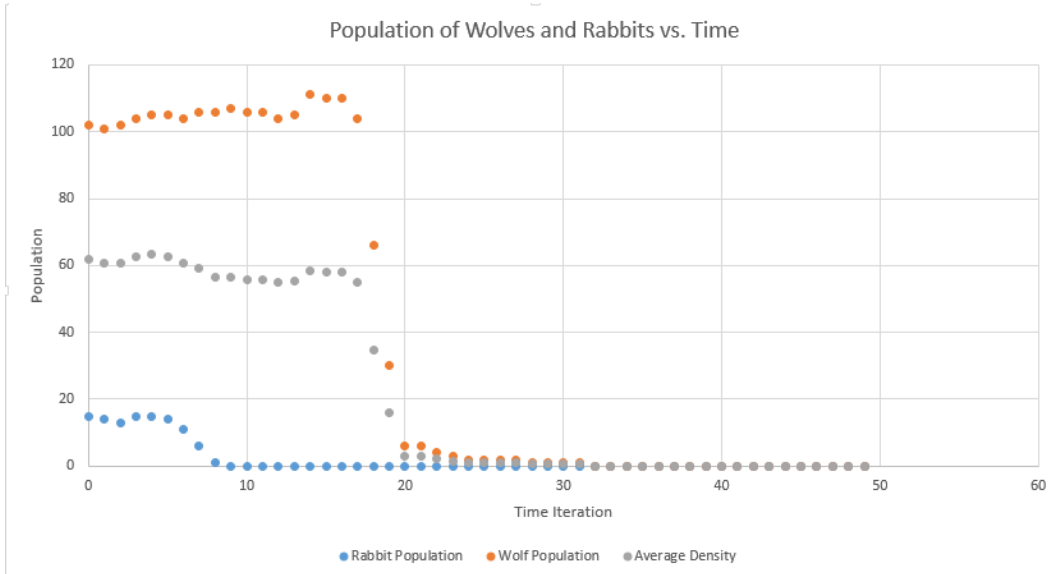 Population of Wolves and Rabbits vs. Time
120
100
80
60
40
20
0
Population
0 10 20 30 40 50 60
Time Iteration
Rabbit Population Wolf Population Average Density